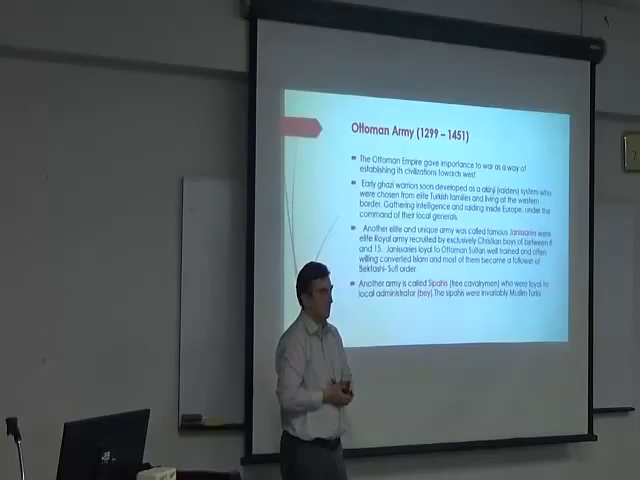 Ottoman Army (1299 – 1451)
The Ottoman Empire gave importance to war as a way of
establishing its civilizations towards west
Early ghazi warriors soon developed as a akinji (raiders) system who
were chosen from elite Turkish families and living at the western
border. Gathering intelligence and raiding inside Europe, under the
command of their local generals.
Another elite and unique army was called famous Janissaries were
elite Royal army recruited by exclusively Christian boys of between 8
and 15. Janissaries loyal to Ottoman Sultan well trained and often
willing converted Islam and most of them became a follower of
Bektashi- Sufi order.
Another army is called Sipahis (free cavalrymen) who were loyal to
local administrator (bey) The sipahis were invariably Muslim Turks.